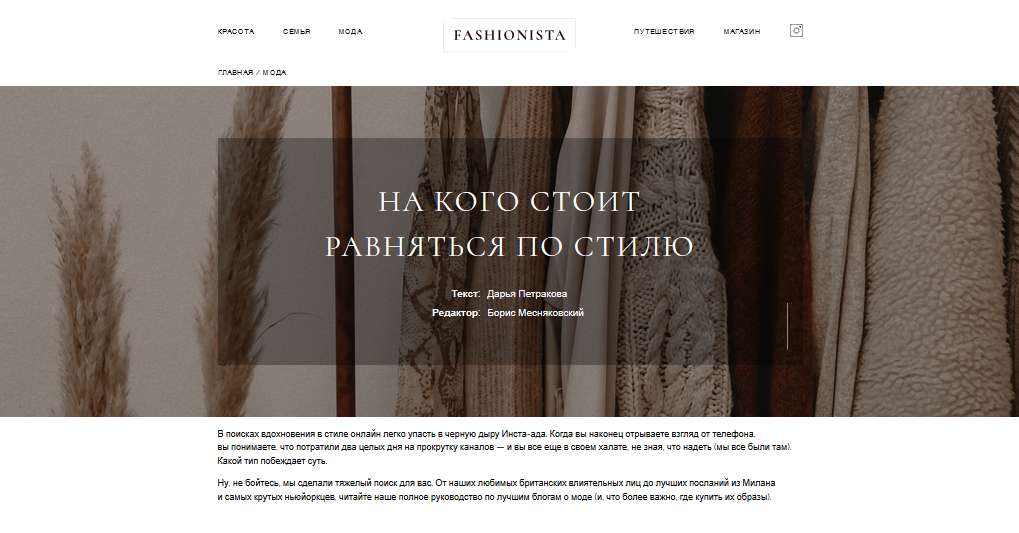 КРАСОТА СЕМЬЯ МОДА FASHIONISTA ПУТЕШЕСТВИЯ МАГАЗИН
ГЛАВНАЯ / МОДА
НА КОГО СТОИТ
РАВНЯТЬСЯ ПО СТИЛЮ
Текст: Дарья Петракова
Редактор: Борис Месняковский
В поисках вдохновения в стиле онлайн легко упасть в черную дыру Инста-ада. Когда вы наконец отрываете взгляд от телефона,
вы понимаете, что потратили два целых дня на прокрутку каналов — и вы все еще в своем халате, не зная, что надеть (мы все были там).
Какой тип побеждает суть.
Ну, не бойтесь, мы сделали тяжелый поиск для вас. От наших любимых британских влиятельных лиц до лучших посланий из Милана
и самых крутых ньюйоркцев, читайте наше полное руководство по лучшим блогам о моде (и, что более важно, где купить их образы).